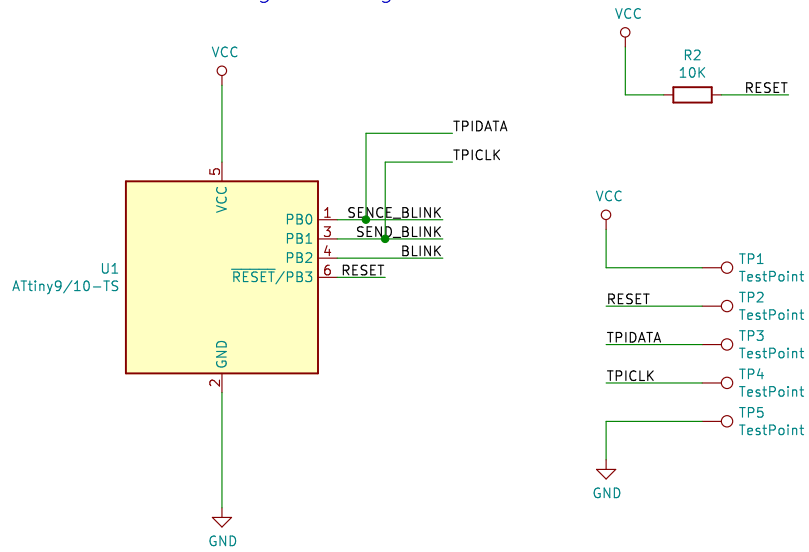 VCC
R2
10K
RESET
VCC
TPIDATA
TPICLK
5
VCC
PB0
1
SENCE_BLINK
PB1
3
SEND_BLINK
PB2
4
BLINK
RESET/PB3
6
RESET
U1
ATtiny9/10-TS
GND
2
GND
VCC
TP1
TestPoint
RESET
TP2
TestPoint
TPIDATA
TP3
TestPoint
TPICLK
TP4
TestPoint
TP5
TestPoint
GND